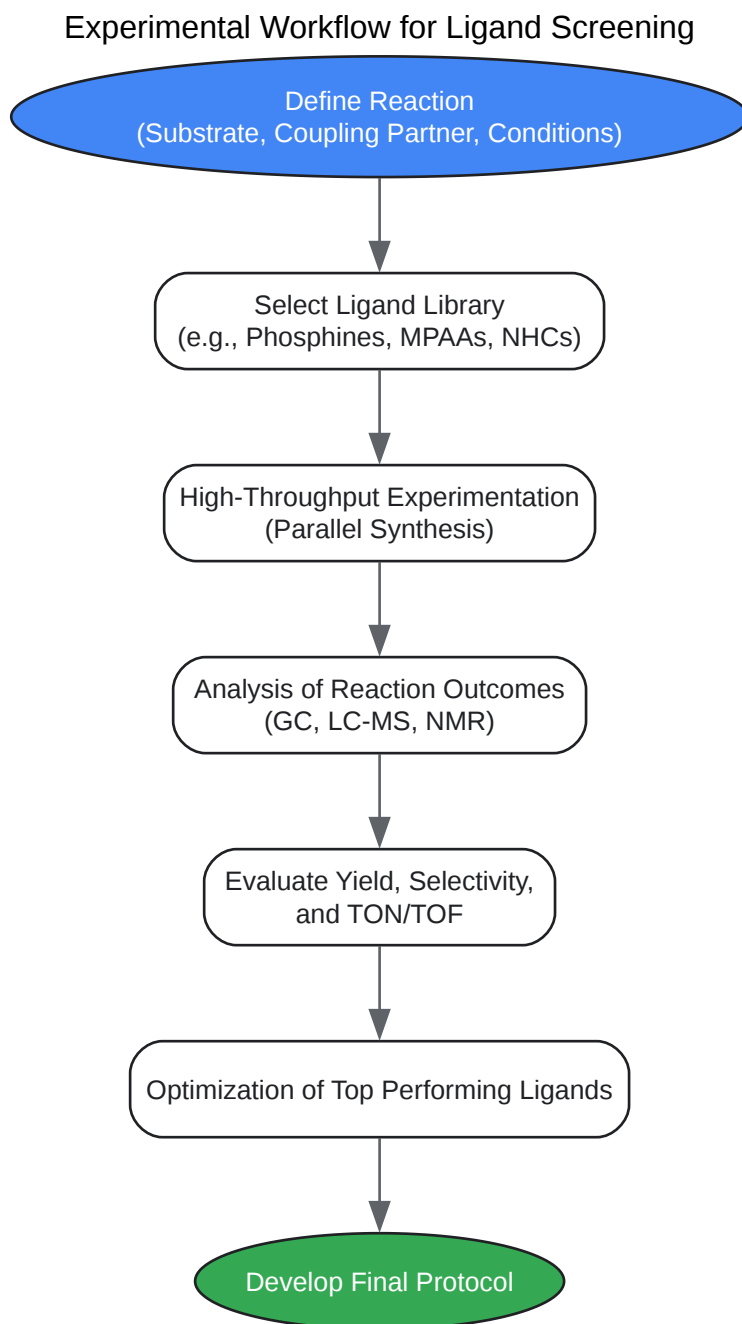 Experimental Workflow for Ligand Screening
Define Reaction
(Substrate, Coupling Partner, Conditions)
Select Ligand Library
(e.g., Phosphines, MPAAs, NHCs)
High-Throughput Experimentation
(Parallel Synthesis)
Analysis of Reaction Outcomes
(GC, LC-MS, NMR)
Evaluate Yield, Selectivity,
and TON/TOF
Optimization of Top Performing Ligands
Develop Final Protocol